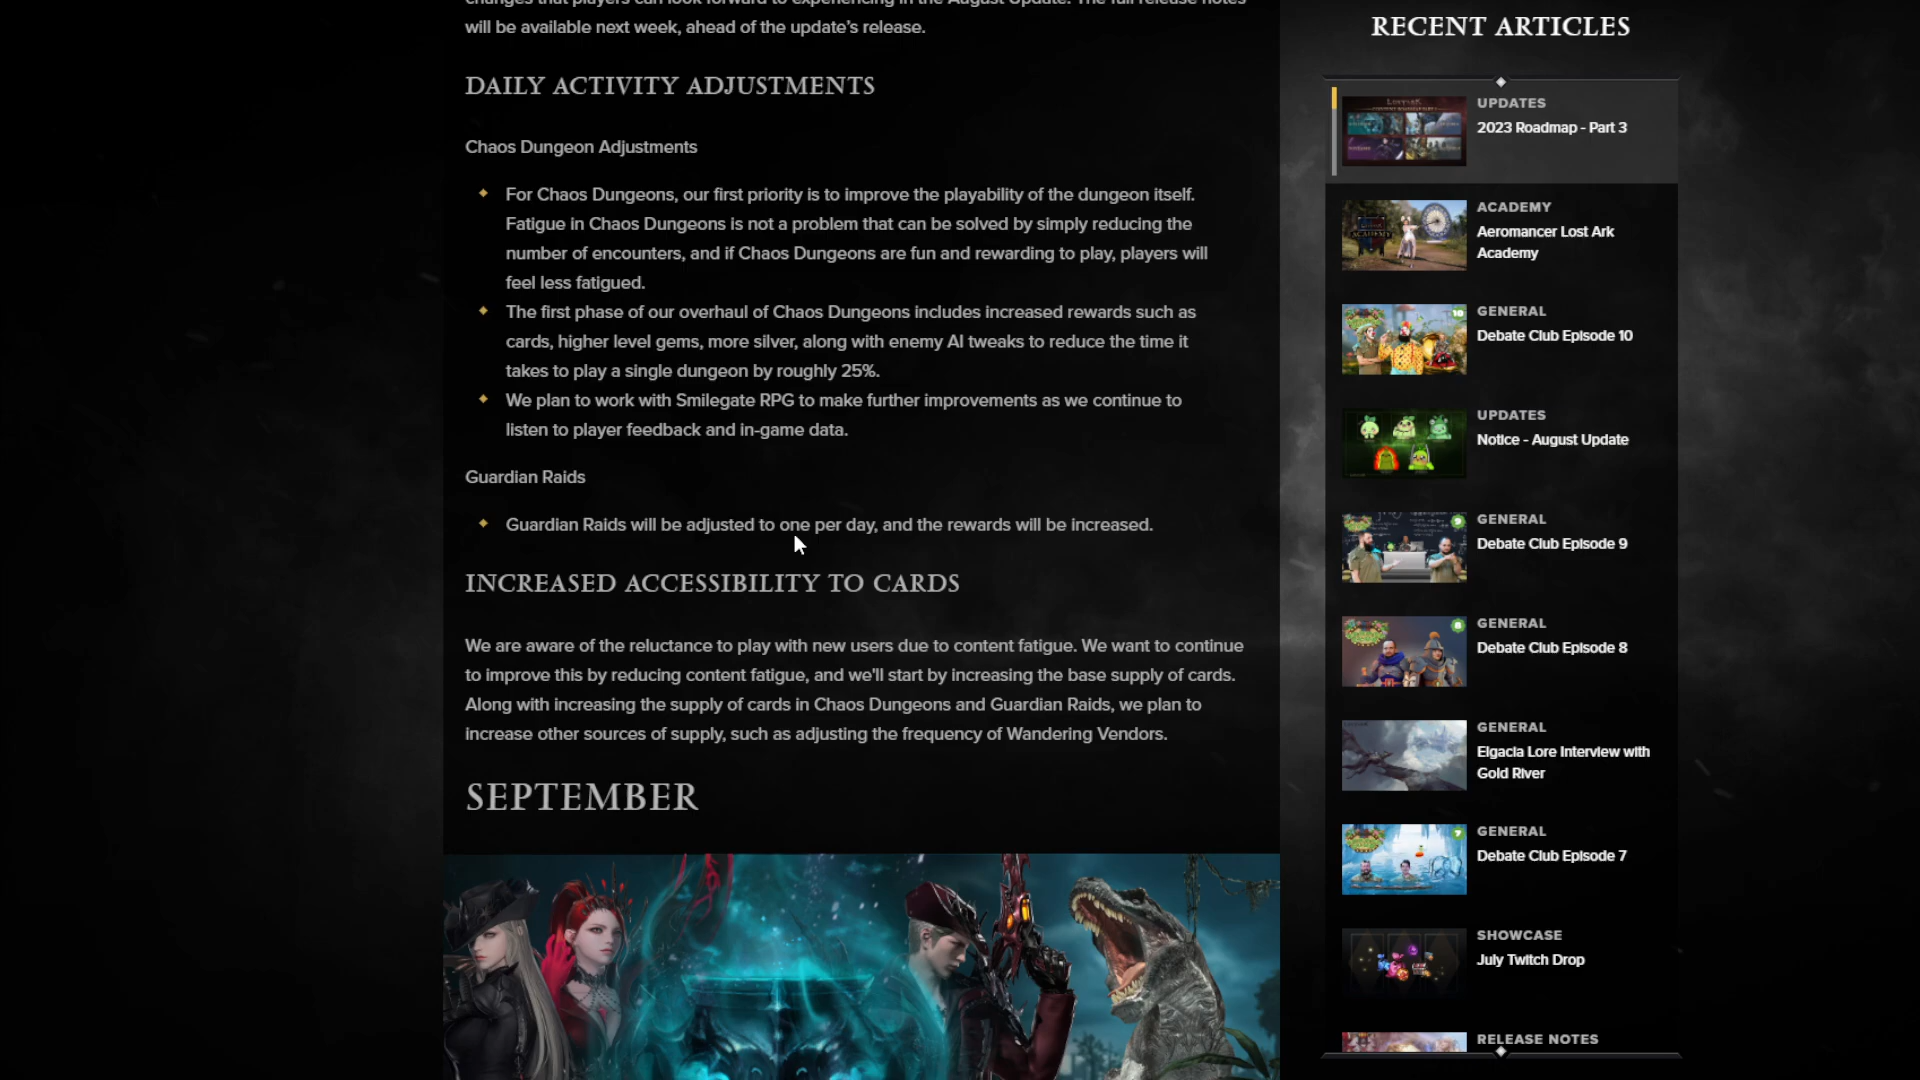 will be available next week, ahead of the update's release.
DAILY ACTIVITY ADJUSTMENTS
Chaos Dungeon Adjustments
For Chaos Dungeons, our first priority is to improve the playability of the dungeon itself.
Fatigue in Chaos Dungeons is not a problem that can be solved by simply reducing the
number of encounters, and if Chaos Dungeons are fun and rewarding to play, players will
feel less fatigued.
The first phase of our overhaul of Chaos Dungeons includes increased rewards such as
cards, higher level gems, more silver, along with enemy AI tweaks to reduce the time it
takes to play a single dungeon by roughly 25%.
We plan to work with Smilegate RPG to make further improvements as we continue to
listen to player feedback and in-game data.
Guardian Raids
Guardian Raids will be adjusted to one per day, and the rewards will be increased.
INCREASED ACCESSIBILITY TO CARDS
We are aware of the reluctance to play with new users due to content fatigue. We want to continue
to improve this by reducing content fatigue, and we'll start by increasing the base supply of cards.
Along with increasing the supply of cards in Chaos Dungeons and Guardian Raids, we plan to
increase other sources of supply, such as adjusting the frequency of Wandering Vendors.
SEPTEMBER
RECENT ARTICLES
UPDATES
2023 Roadmap - Part 3
ACADEMY
Aeromancer Lost Ark
Academy
GENERAL
Debate Club Episode 10
UPDATES
Notice - August Update
GENERAL
Debate Club Episode 9
GENERAL
Debate Club Episode 8
GENERAL
Elgacia Lore Interview with
Gold River
GENERAL
Debate Club Episode 7
SHOWCASE
July Twitch Drop
RELEASE NOTES